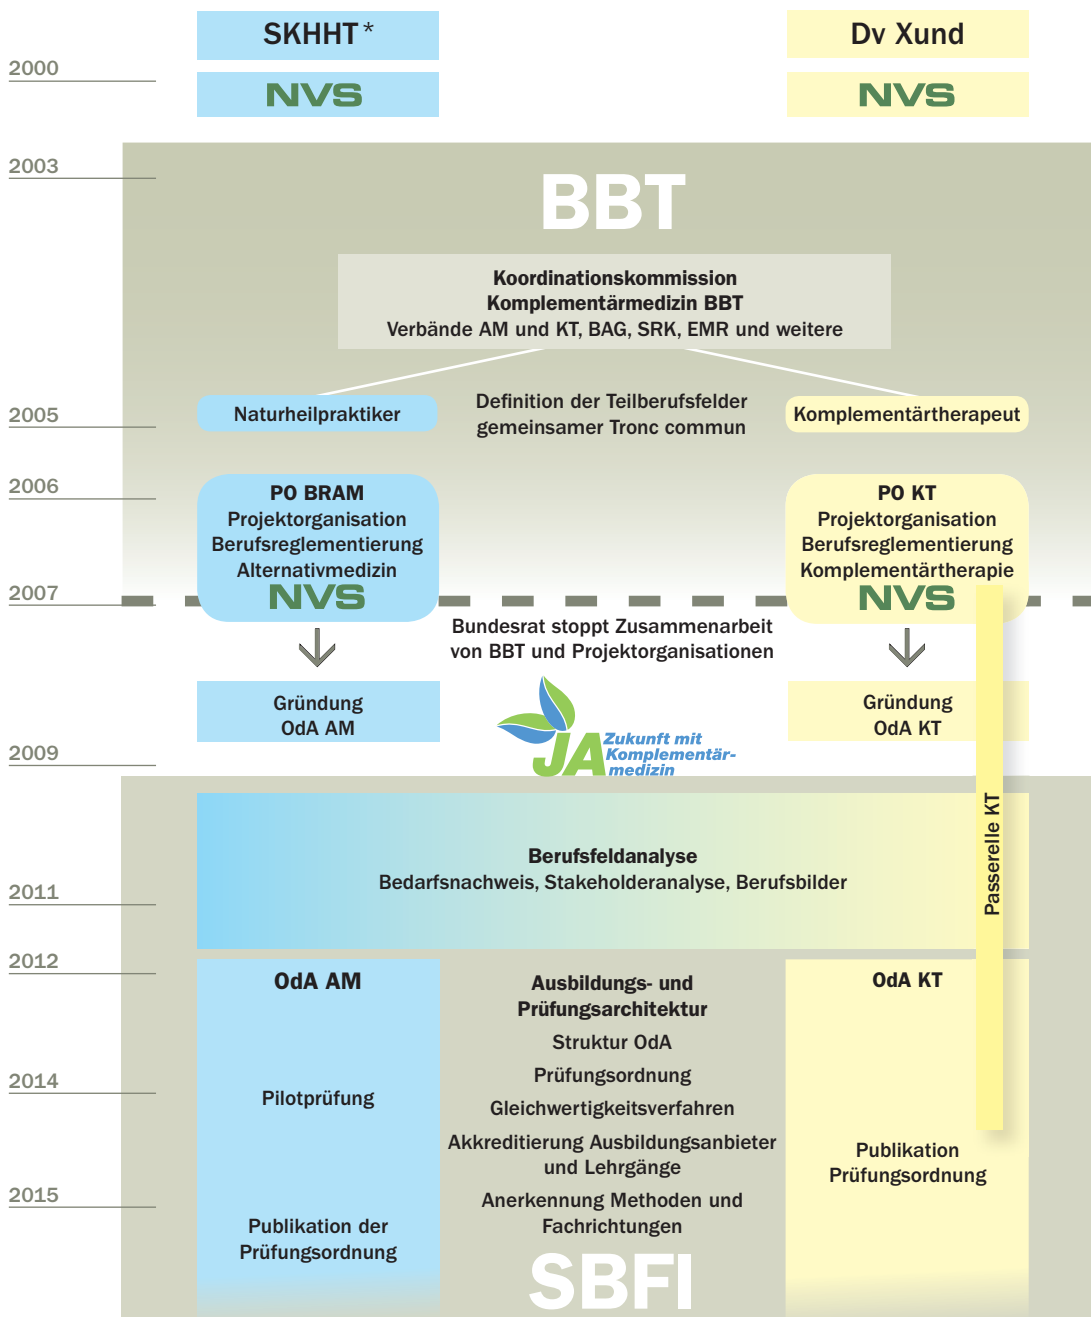 SKHHT *
Dv Xund
2000
NVS
NVS
2003
BBT
Koordinationskommission
Komplementärmedizin BBT
Verbände AM und KT, BAG, SRK, EMR und weitere
Naturheilpraktiker
Definition der Teilberufsfelder
gemeinsamer Tronc commun
Komplementärtherapeut
2005
2006
PO BRAM
Projektorganisation
Berufsreglementierung
Alternativmedizin
NVS
PO KT
Projektorganisation
Berufsreglementierung
Komplementärtherapie
NVS
2007
Bundesrat stoppt Zusammenarbeit
von BBT und Projektorganisationen
Gründung
OdA AM
JA Zukunft mit
Komplementär-
medizin
Gründung
OdA KT
2009
Passerelle KT
Berufsfeldanalyse
Bedarfsnachweis, Stakeholderanalyse, Berufsbilder
2011
2012
OdA AM
Ausbildungs- und
Prüfungsarchitektur
OdA KT
Struktur OdA
Prüfungsordnung
2014
Pilotprüfung
Gleichwertigkeitsverfahren
Akkreditierung Ausbildungsanbieter
und Lehrgänge
Publikation
Prüfungsordnung
2015
Anerkennung Methoden und
Fachrichtungen
Publikation der
Prüfungsordnung
SBFI